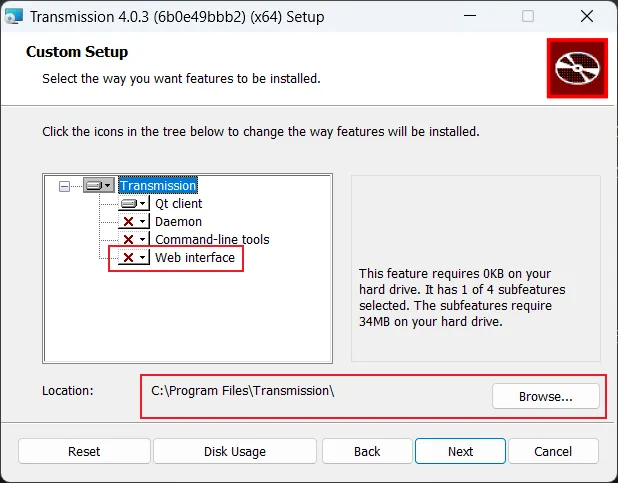 Transmission 4.0.3 (6b0e49bbb2) (x64) Setup
Custom Setup
Select the way you want features to be installed.
Click the icons in the tree below to change the way features will be installed.
Transmission
Qt client
Daemon
Command-line tools
Web interface
This feature requires 0KB on your
hard drive. It has 1 of 4 subfeatures
selected. The subfeatures require
34MB on your hard drive.
Location:
C:\Program Files\Transmission\
Browse...
Reset
Disk Usage
Back
Next
Cancel